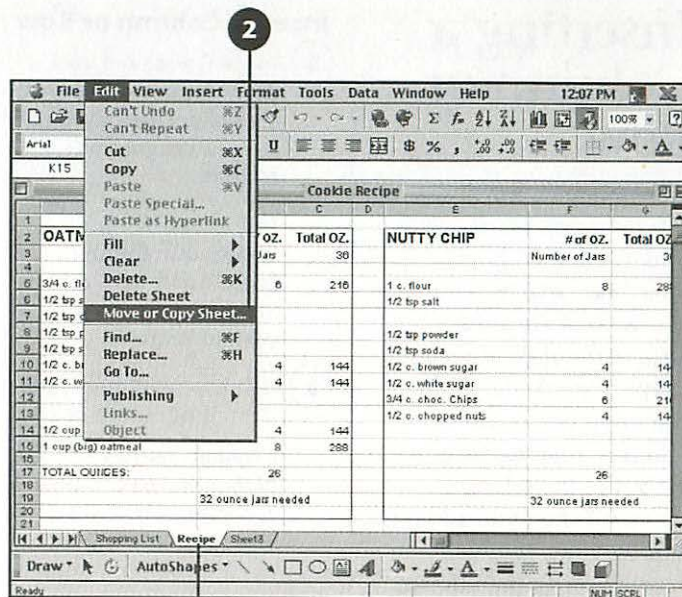 2
File Edit View Insert Format Tools Data Window Help 12:07 PM
Can't Undo ⌘Z
Can't Repeat ⌘Y
100%
Arial
U $ % ,
Cut ⌘X
Copy ⌘C
Paste ⌘V
Paste Special...
Paste as Hyperlink
Fill
Clear
Delete... ⌘K
Delete Sheet
Move or Copy Sheet...
Find... ⌘F
Replace... ⌘H
Go To...
Publishing
Links...
Object
K15
Cookie Recipe
C D E F G
1
2 OATM OZ. Total OZ. NUTTY CHIP # of OZ. Total OZ
3 Jars 36 Number of Jars
4
5 3/4 c. 6 216 1 c. flour 8
6 1/2 tsp 1/2 tsp salt
7 1/2 tsp
8 1/2 tsp 1/2 tsp powder
9 1/2 tsp 1/2 tsp soda
10 1/2 c. 4 144 1/2 c. brown sugar 4
11 1/2 c. 4 144 1/2 c. white sugar 4
12 3/4 c. choc. Chips 6
13 1/2 c. chopped nuts 4
14 1/2 cup 4 144
15 1 cup (big) oatmeal 8 288
16
17 TOTAL OUNCES: 26 26
18
19 32 ounce jars needed 32 ounce jars needed
20
21
Shopping List Recipe Sheet3
Draw AutoShapes
Ready NUM SCRL